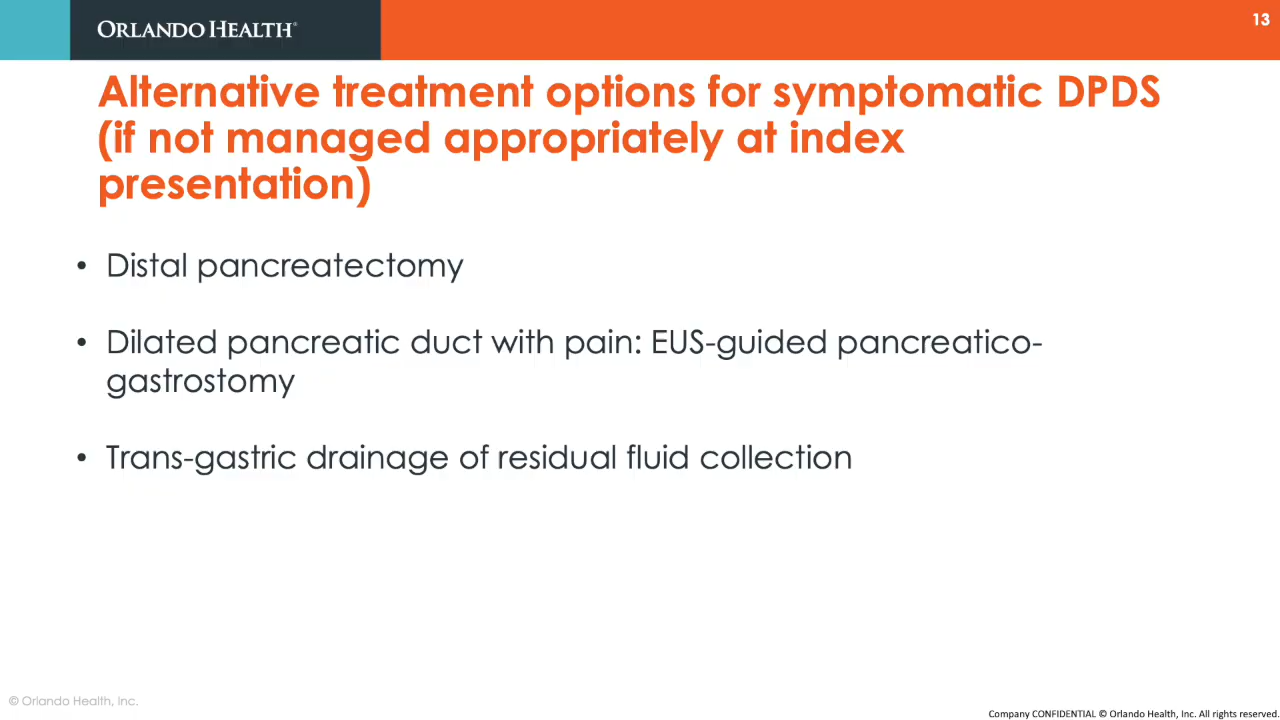 ORLANDO HEALTH®
13
Alternative treatment options for symptomatic DPDS
(if not managed appropriately at index
presentation)
• Distal pancreatectomy
• Dilated pancreatic duct with pain: EUS-guided pancreatico-
gastrostomy
• Trans-gastric drainage of residual fluid collection
© Orlando Health, Inc.
Company CONFIDENTIAL © Orlando Health, Inc. All rights reserved.